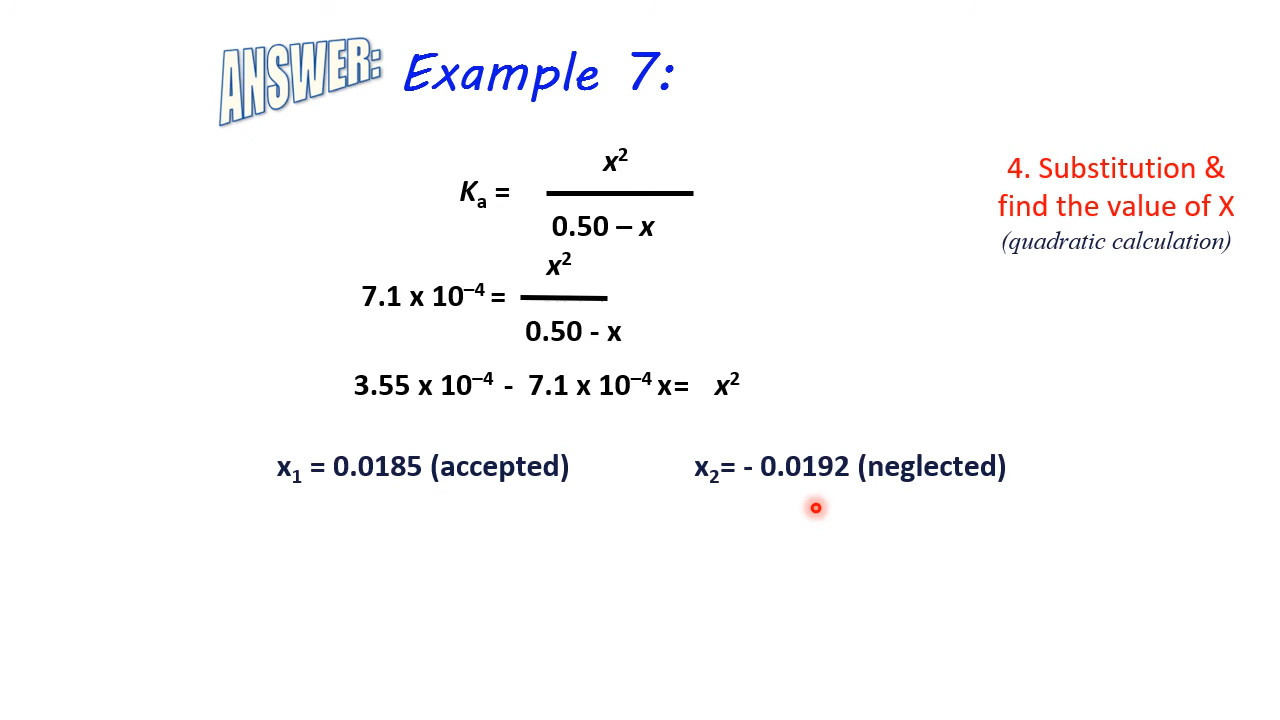 ANSWER: Example 7:
4. Substitution &
find the value of X
(quadratic calculation)
x²
Kₐ =
0.50 – x
x²
7.1 x 10⁻⁴ =
0.50 - x
3.55 x 10⁻⁴ - 7.1 x 10⁻⁴ x= x²
x₁ = 0.0185 (accepted) x₂= - 0.0192 (neglected)